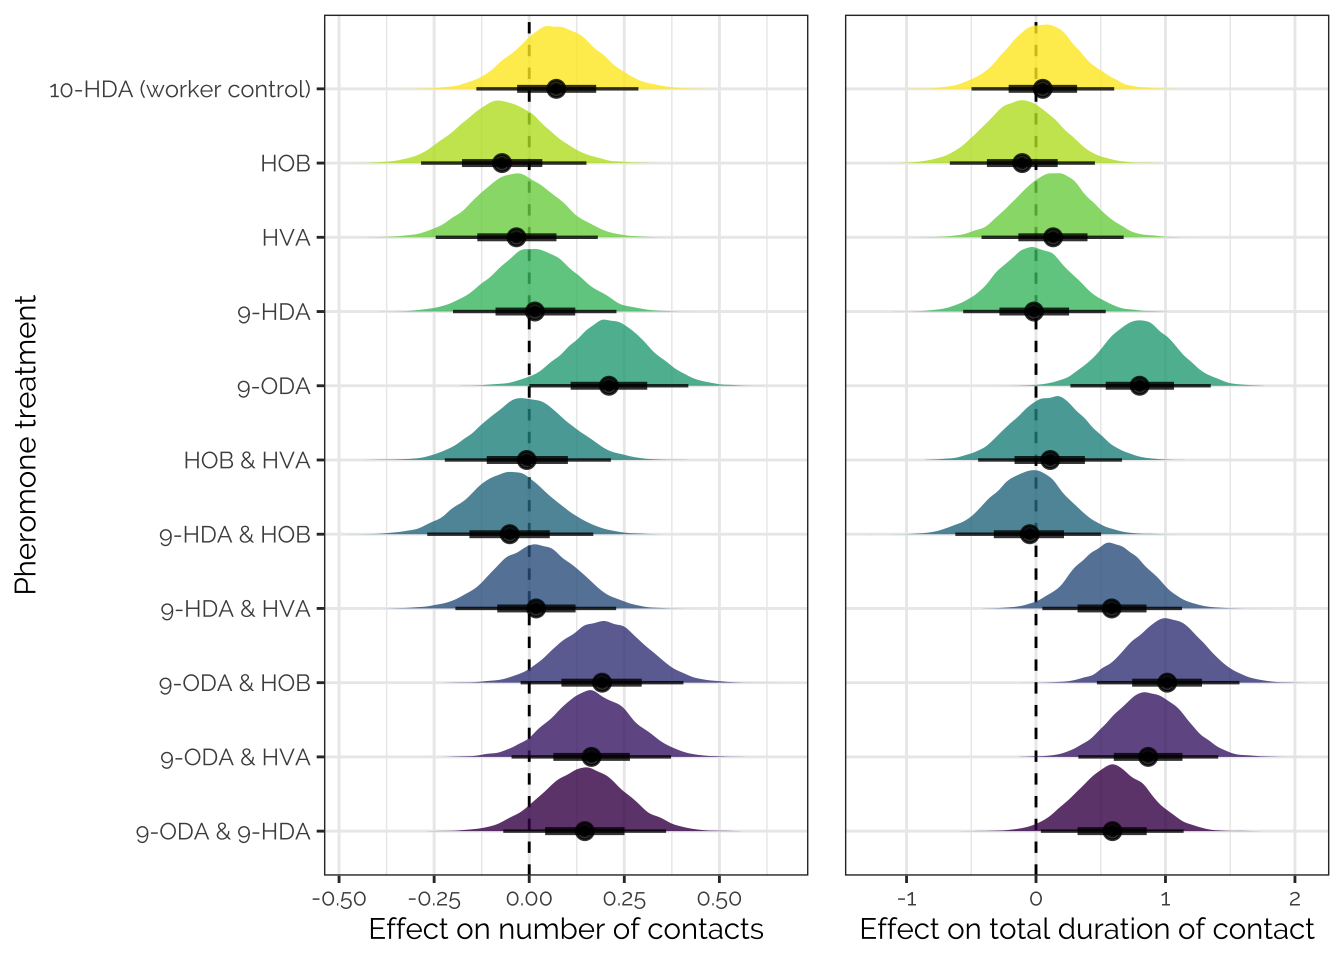 Pheromone treatment
10-HDA (worker control)
HOB
HVA
9-HDA
9-ODA
HOB & HVA
9-HDA & HOB
9-HDA & HVA
9-ODA & HOB
9-ODA & HVA
9-ODA & 9-HDA
-0.50 -0.25 0.00 0.25 0.50
Effect on number of contacts
-1 0 1 2
Effect on total duration of contact